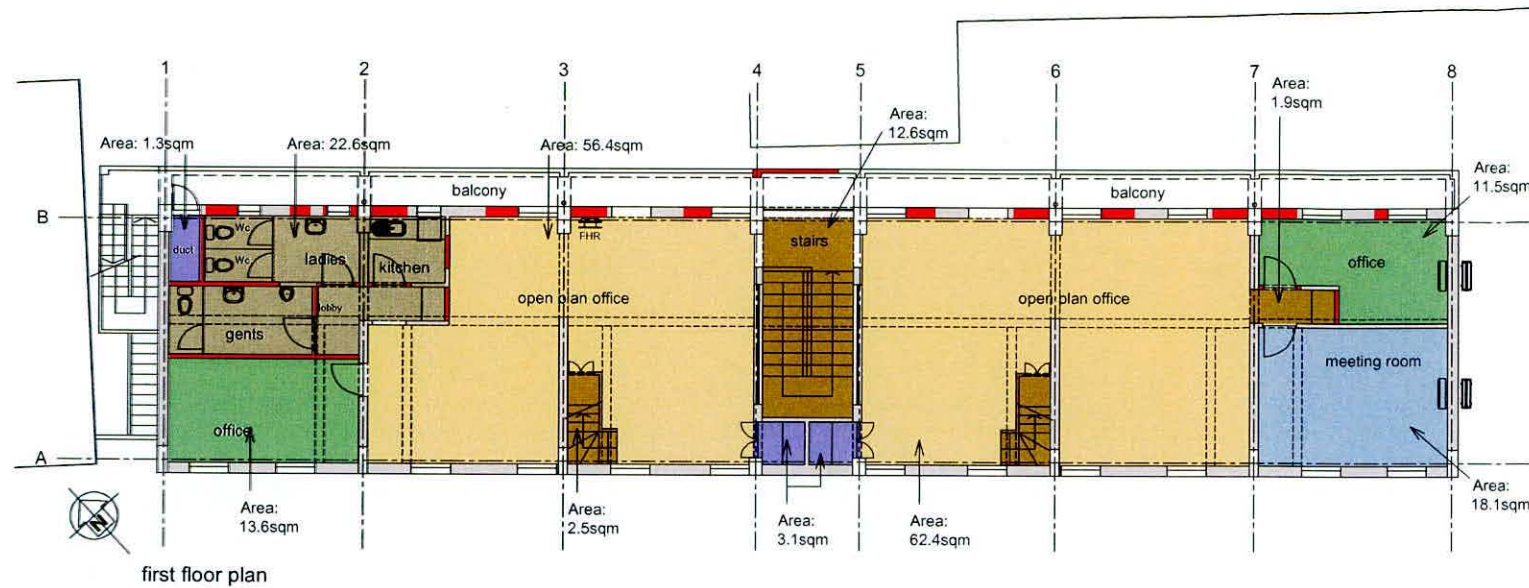 1
2
3
4
5
6
7
8
Area:
1.9sqm
Area:
12.6sqm
Area: 1.3sqm
Area: 22.6sqm
Area: 56.4sqm
Area:
11.5sqm
balcony
balcony
B
Wc
FHR
stairs
duct
Wc
ladies
kitchen
office
open plan office
open plan office
lobby
gents
meeting room
office
A
N
Area:
13.6sqm
Area:
2.5sqm
Area:
3.1sqm
Area:
62.4sqm
Area:
18.1sqm
first floor plan